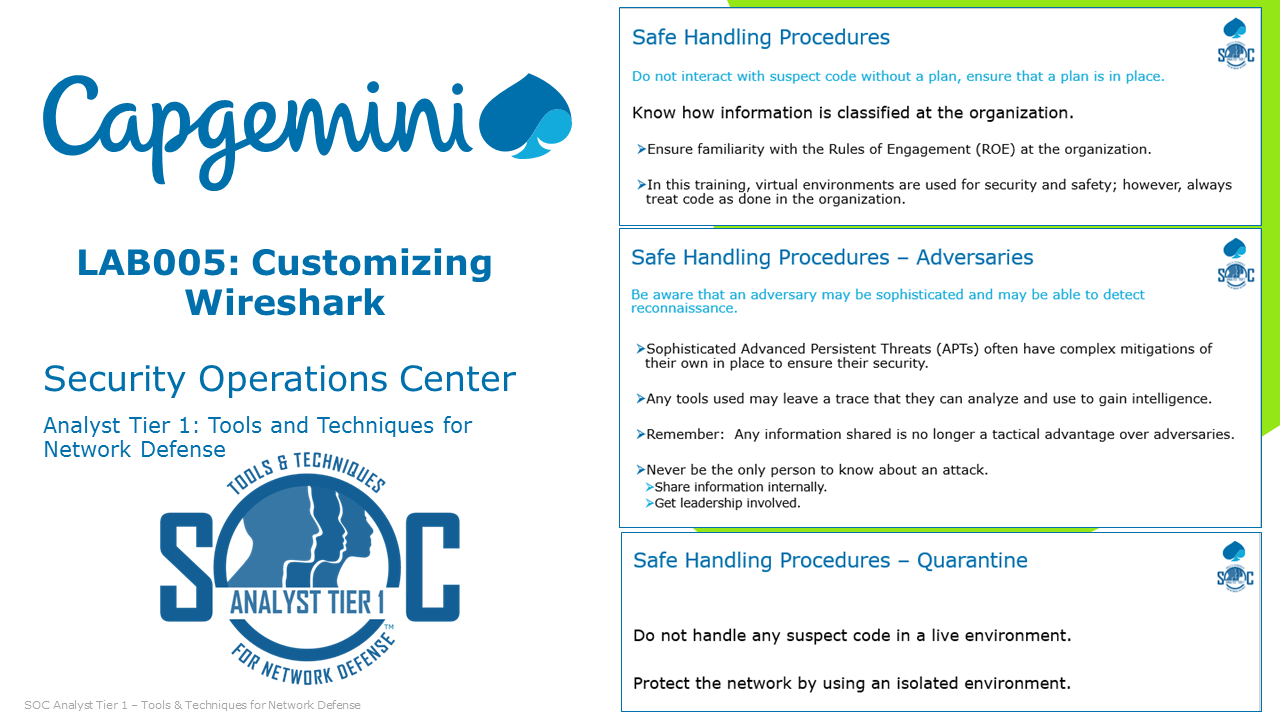 Capgemini
LAB005: Customizing
Wireshark
Security Operations Center
Analyst Tier 1: Tools and Techniques for
Network Defense
TOOLS & TECHNIQUES
SOC
ANALYST TIER 1
FOR NETWORK DEFENSE™
SOC Analyst Tier 1 – Tools & Techniques for Network Defense
Safe Handling Procedures
SOC
Do not interact with suspect code without a plan, ensure that a plan is in place.
Know how information is classified at the organization.
➢Ensure familiarity with the Rules of Engagement (ROE) at the organization.
➢In this training, virtual environments are used for security and safety; however, always
treat code as done in the organization.
Safe Handling Procedures – Adversaries
SOC
Be aware that an adversary may be sophisticated and may be able to detect
reconnaissance.
➢Sophisticated Advanced Persistent Threats (APTs) often have complex mitigations of
their own in place to ensure their security.
➢Any tools used may leave a trace that they can analyze and use to gain intelligence.
➢Remember:  Any information shared is no longer a tactical advantage over adversaries.
➢Never be the only person to know about an attack.
➢Share information internally.
➢Get leadership involved.
Safe Handling Procedures – Quarantine
SOC
Do not handle any suspect code in a live environment.
Protect the network by using an isolated environment.